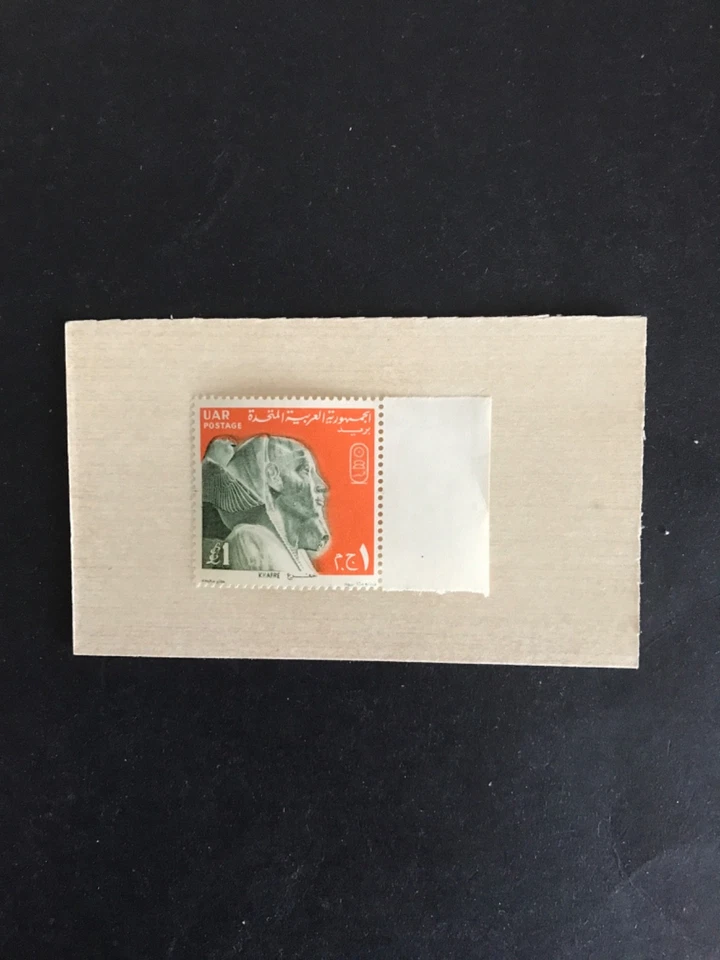 UAR
POSTAGE
الجمهورية العربية المتحدة
بريد
£1
١ ج.م
KHAFRE خفرع